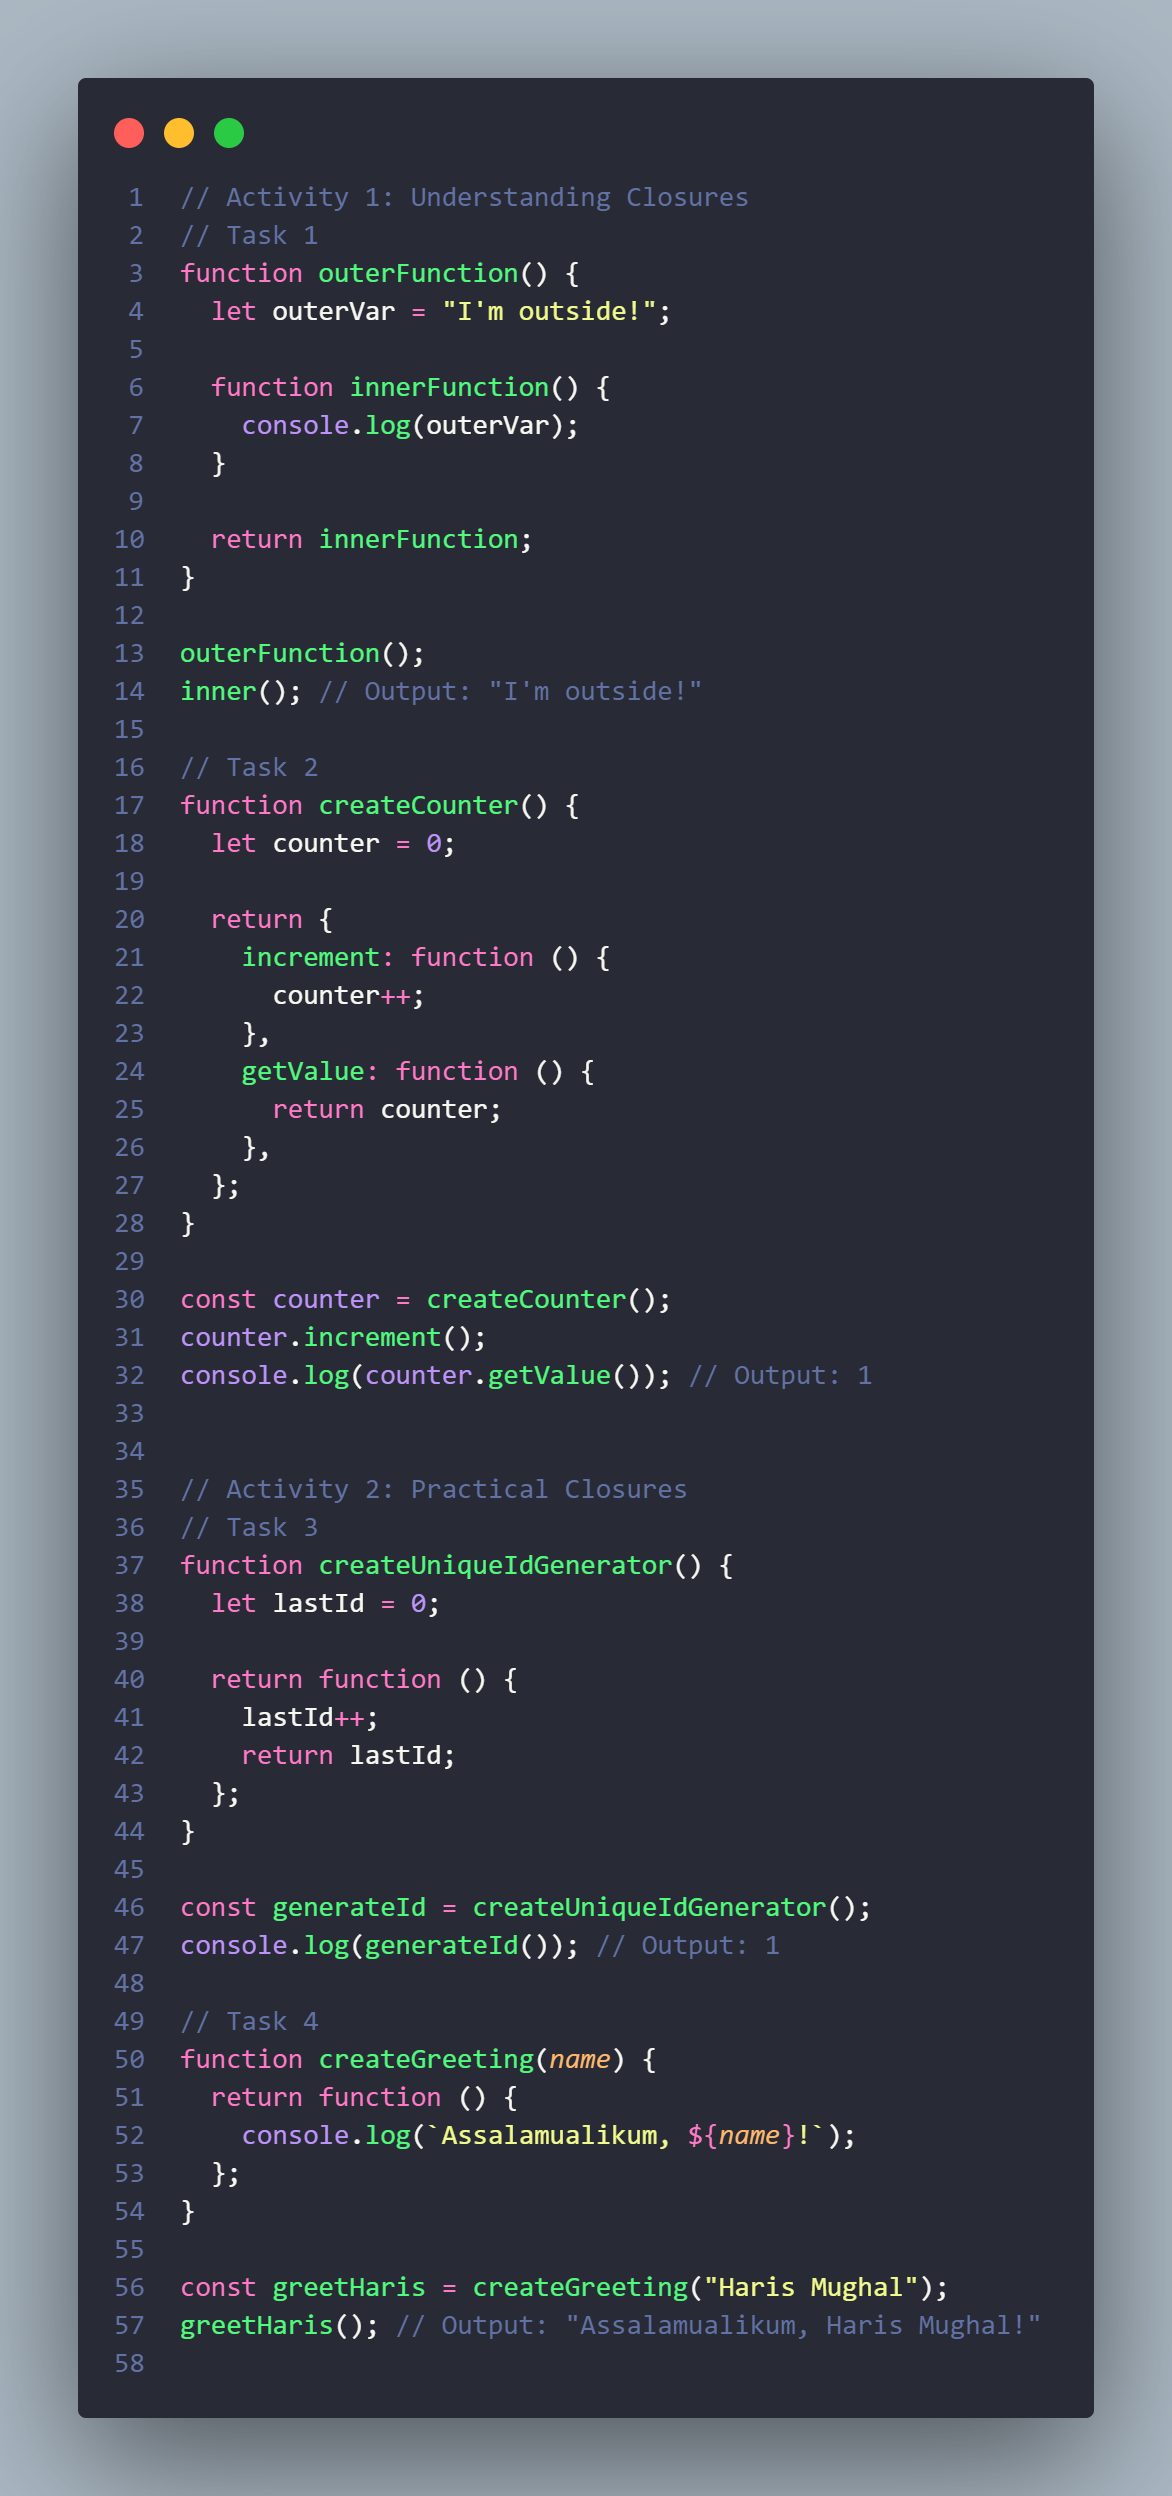 1 // Activity 1: Understanding Closures
2 // Task 1
3 function outerFunction() {
4   let outerVar = "I'm outside!";
5
6   function innerFunction() {
7     console.log(outerVar);
8   }
9
10   return innerFunction;
11 }
12
13 outerFunction();
14 inner(); // Output: "I'm outside!"
15
16 // Task 2
17 function createCounter() {
18   let counter = 0;
19
20   return {
21     increment: function () {
22       counter++;
23     },
24     getValue: function () {
25       return counter;
26     },
27   };
28 }
29
30 const counter = createCounter();
31 counter.increment();
32 console.log(counter.getValue()); // Output: 1
33
34
35 // Activity 2: Practical Closures
36 // Task 3
37 function createUniqueIdGenerator() {
38   let lastId = 0;
39
40   return function () {
41     lastId++;
42     return lastId;
43   };
44 }
45
46 const generateId = createUniqueIdGenerator();
47 console.log(generateId()); // Output: 1
48
49 // Task 4
50 function createGreeting(name) {
51   return function () {
52     console.log(`Assalamualikum, ${name}!`);
53   };
54 }
55
56 const greetHaris = createGreeting("Haris Mughal");
57 greetHaris(); // Output: "Assalamualikum, Haris Mughal!"
58